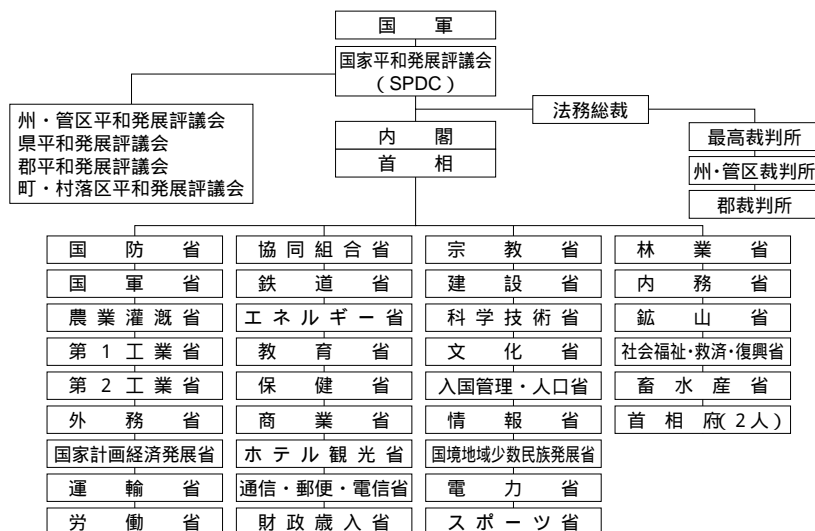 国軍
国家平和発展評議会
(SPDC)
法務総裁
州・管区平和発展評議会
県平和発展評議会
郡平和発展評議会
町・村落区平和発展評議会
内閣
首相
最高裁判所
州・管区裁判所
郡裁判所
国防省
国軍省
農業灌漑省
第1工業省
第2工業省
外務省
国家計画経済発展省
運輸省
労働省
協同組合省
鉄道省
エネルギー省
教育省
保健省
商業省
ホテル観光省
通信・郵便・電信省
財政歳入省
宗教省
建設省
科学技術省
文化省
入国管理・人口省
情報省
国境地域少数民族発展省
電力省
スポーツ省
林業省
内務省
鉱山省
社会福祉・救済・復興省
畜水産省
首相府(2人)